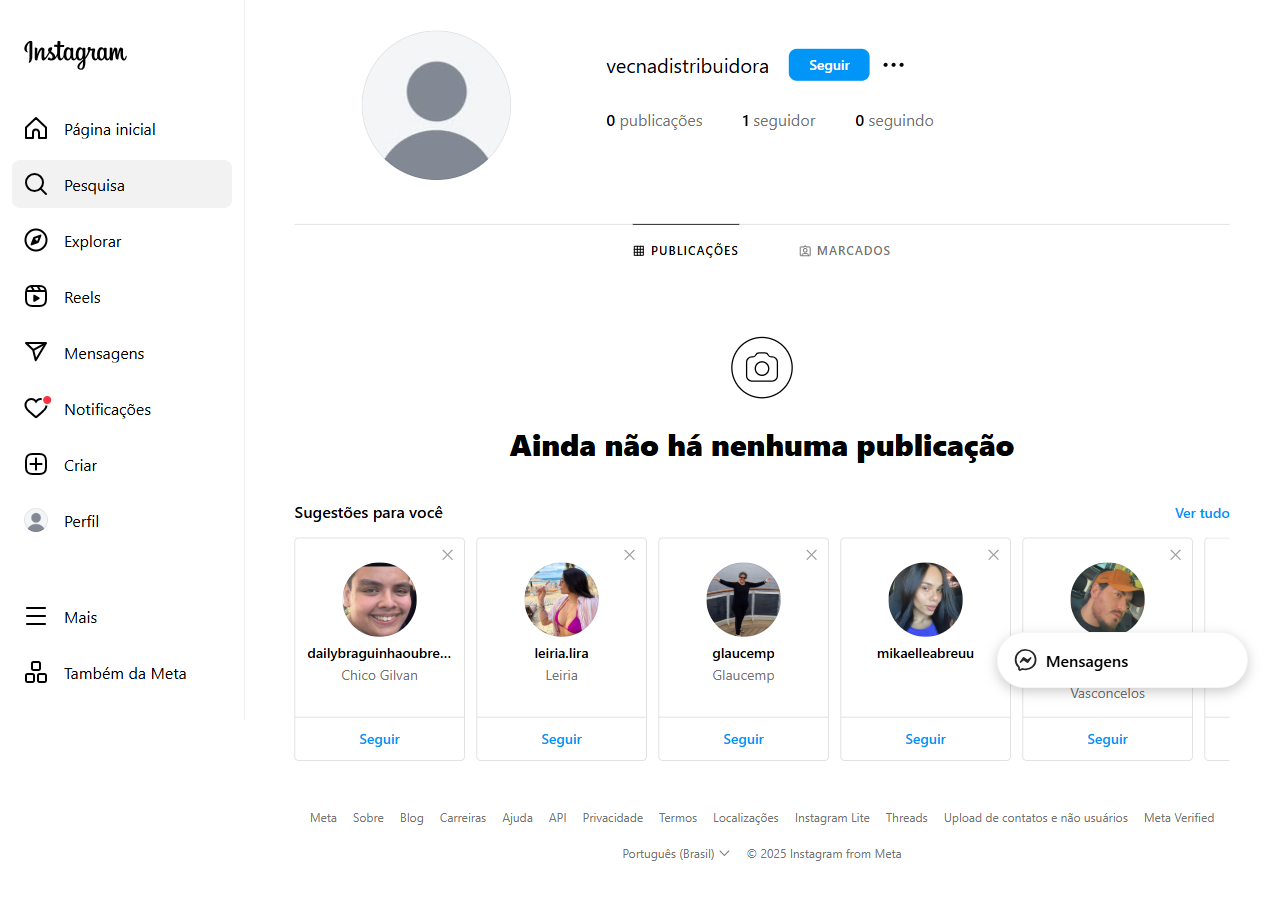 Instagram
Página inicial
Pesquisa
Explorar
Reels
Mensagens
Notificações
Criar
Perfil
Mais
Também da Meta
vecnadistribuidora Seguir
0 publicações 1 seguidor 0 seguindo
PUBLICAÇÕES MARCADOS
Ainda não há nenhuma publicação
Sugestões para você Ver tudo
dailybraguinhaoubre... leiria.lira glaucemp mikaelleabreuu
Chico Gilvan Leiria Glaucemp
Mensagens
Vasconcelos
Seguir Seguir Seguir Seguir Seguir
Meta Sobre Blog Carreiras Ajuda API Privacidade Termos Localizações Instagram Lite Threads Upload de contatos e não usuários Meta Verified
Português (Brasil) © 2025 Instagram from Meta